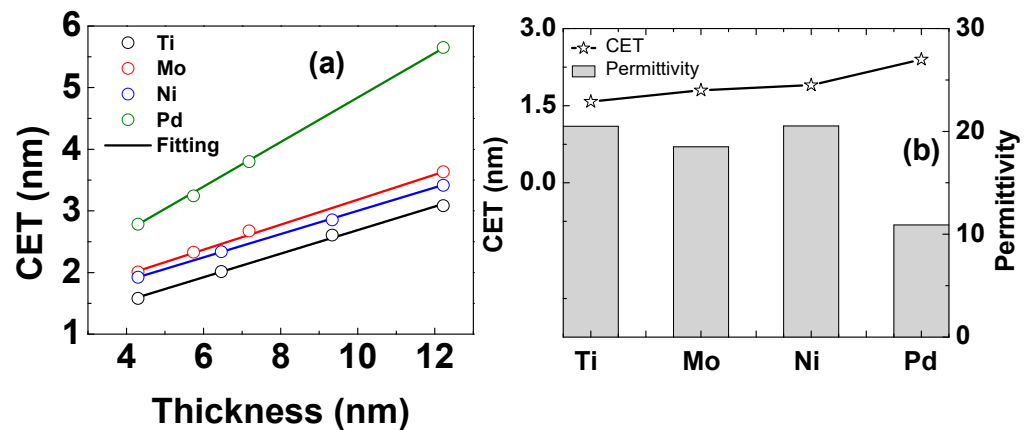 (a)
Ti
Mo
Ni
Pd
Fitting
6
5
4
3
2
1
CET (nm)
4 6 8 10 12
Thickness (nm)
(b)
CET
Permittivity
3.0
1.5
0.0
CET (nm)
30
20
10
0
Permittivity
Ti Mo Ni Pd